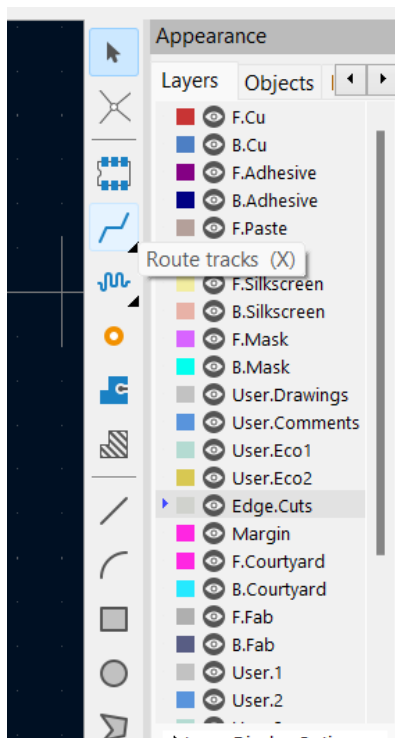 Appearance
Layers
Objects
F.Cu
B.Cu
F.Adhesive
B.Adhesive
F.Paste
Route tracks (X)
F.Silkscreen
B.Silkscreen
F.Mask
B.Mask
User.Drawings
User.Comments
User.Eco1
User.Eco2
Edge.Cuts
Margin
F.Courtyard
B.Courtyard
F.Fab
B.Fab
User.1
User.2